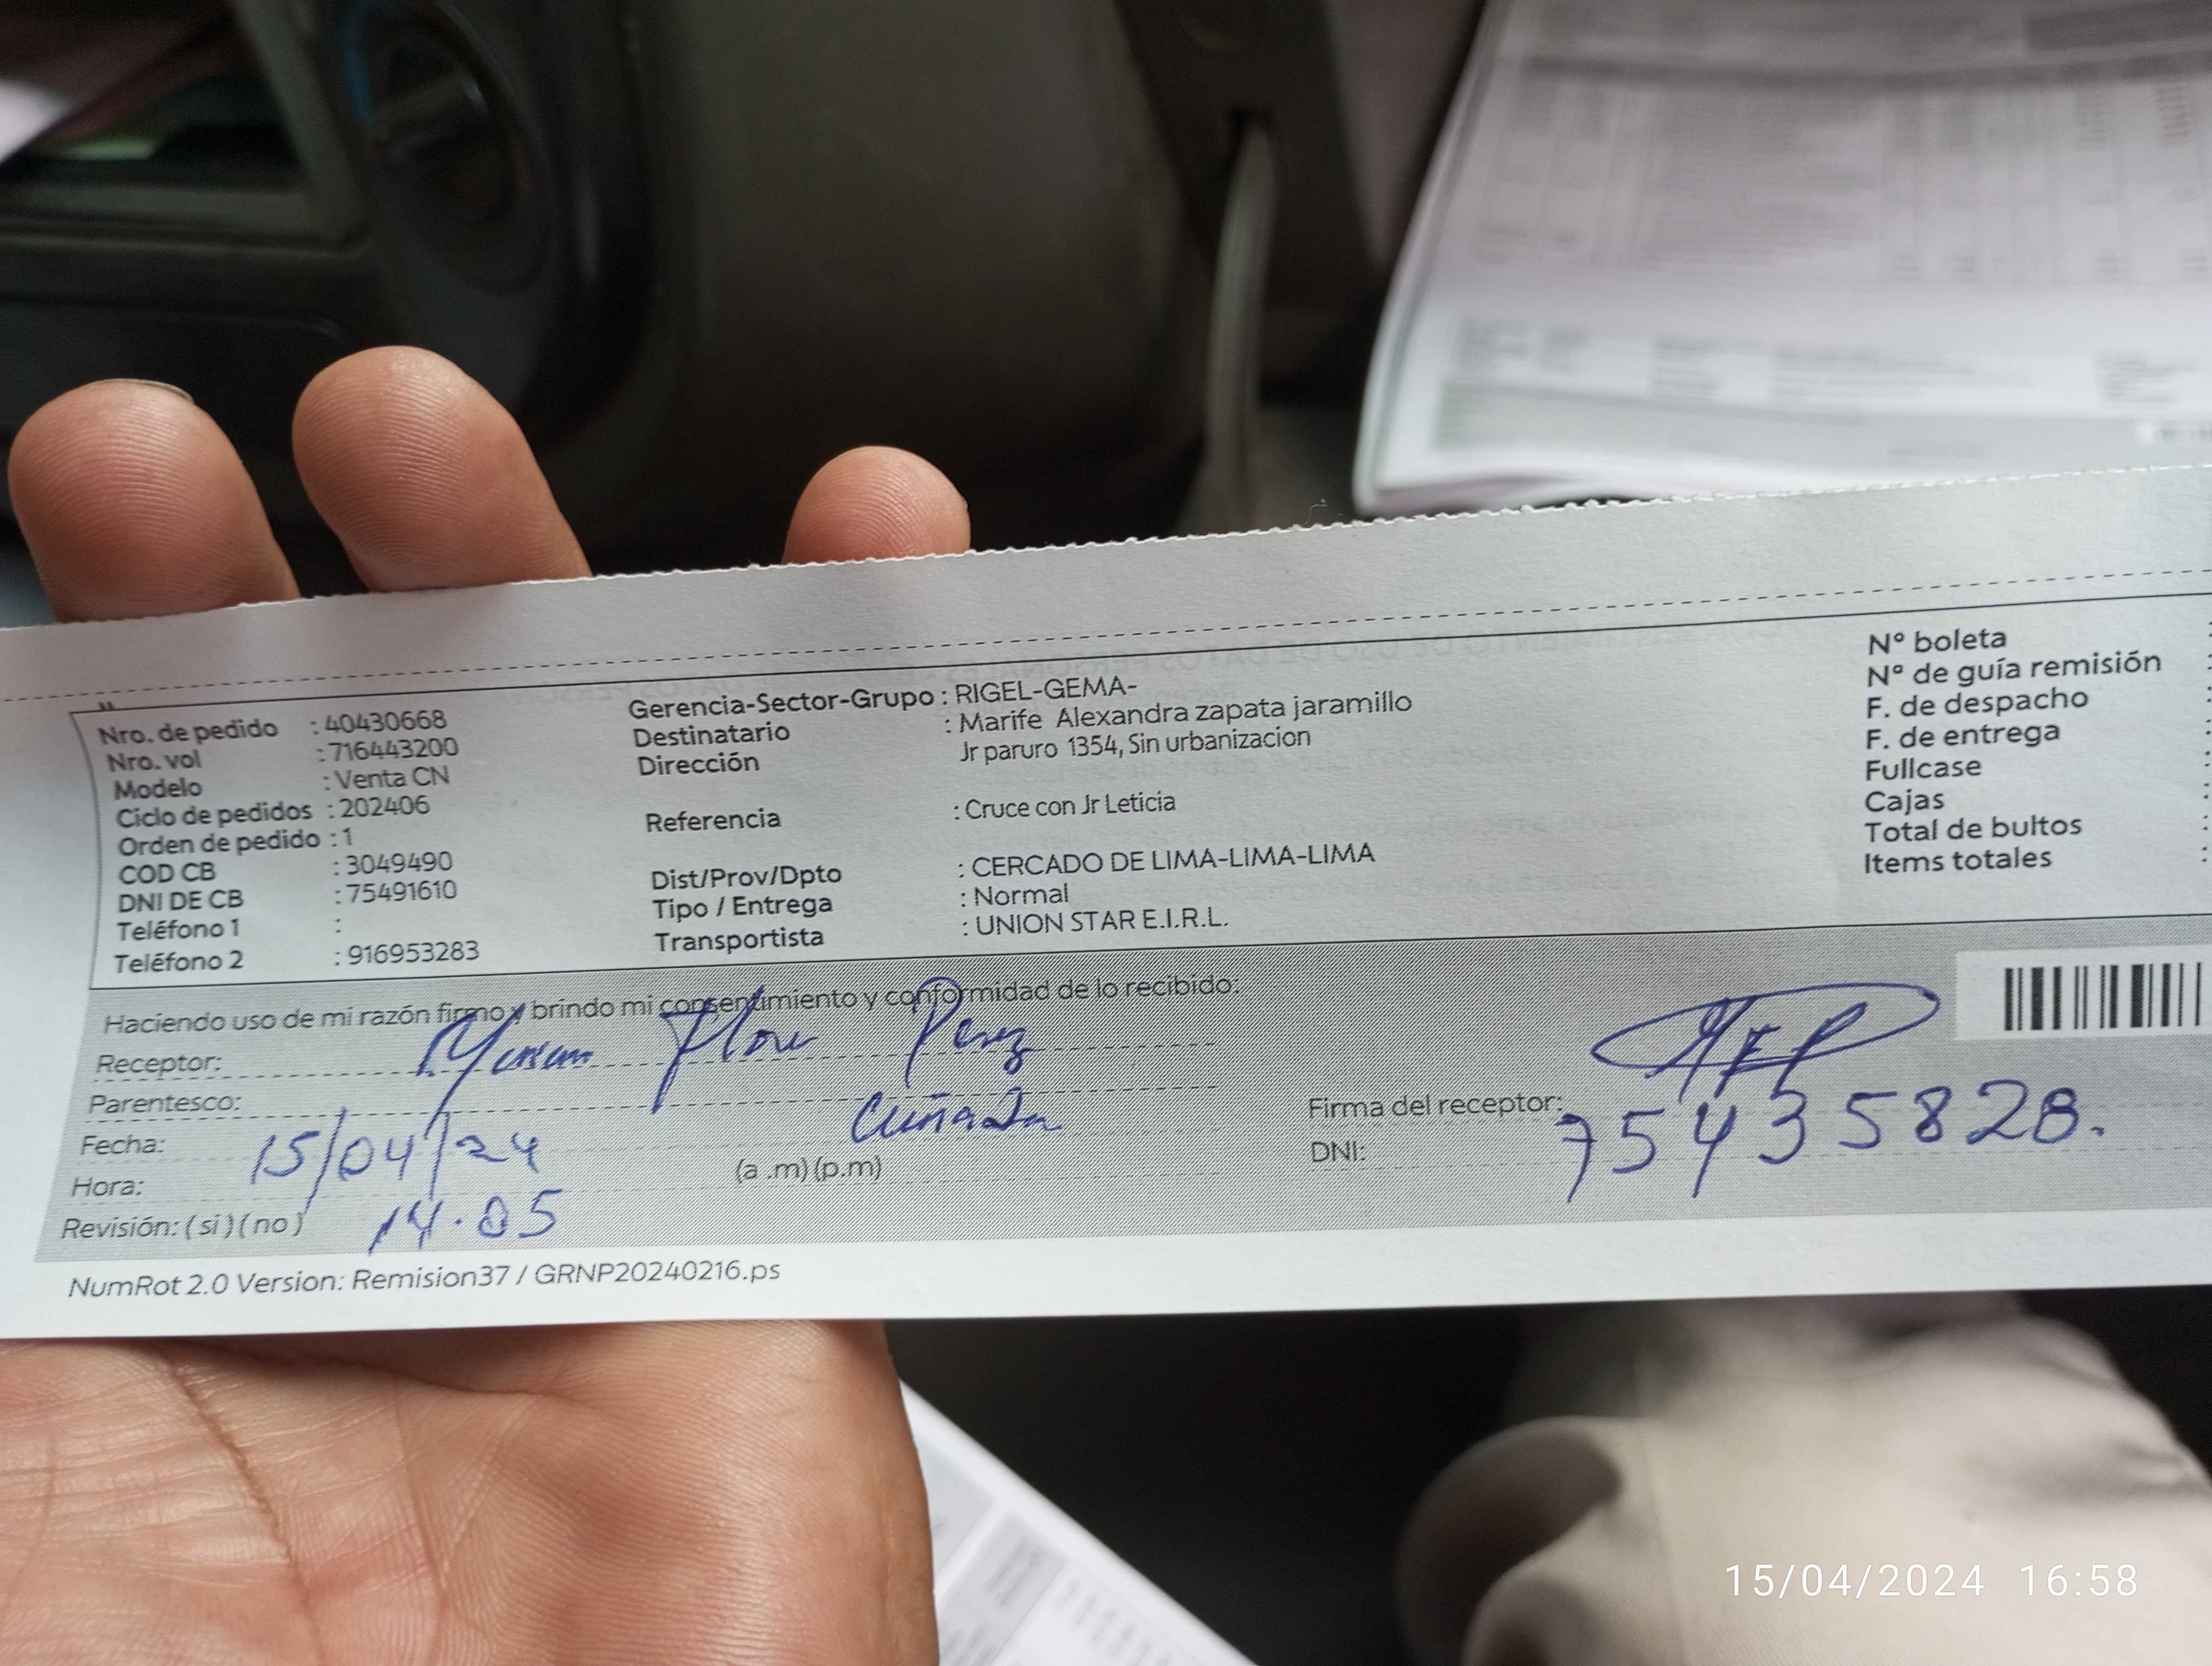 Nro. de pedido : 40430668
Nro. vol : 716443200
Modelo : Venta CN
Ciclo de pedidos : 202406
Orden de pedido : 1
COD CB : 3049490
DNI DE CB : 75491610
Teléfono 1 :
Teléfono 2 : 916953283
Gerencia-Sector-Grupo : RIGEL-GEMA-
Destinatario : Marife Alexandra zapata jaramillo
Dirección Jr paruro 1354, Sin urbanizacion
Referencia : Cruce con Jr Leticia
Dist/Prov/Dpto : CERCADO DE LIMA-LIMA-LIMA
Tipo / Entrega : Normal
Transportista : UNION STAR E.I.R.L.
N° boleta
N° de guía remisión
F. de despacho
F. de entrega
Fullcase
Cajas
Total de bultos
Items totales
Haciendo uso de mi razón firmo y brindo mi consentimiento y conformidad de lo recibido:
Receptor: Perez
Parentesco: Cuñada
Fecha: 15/04/24
Hora: 14.05 (a .m) (p.m)
Revisión: (si) (no)
Firma del receptor:
DNI: 75435828.
NumRot 2.0 Version: Remision37 / GRNP20240216.ps
15/04/2024 16:58